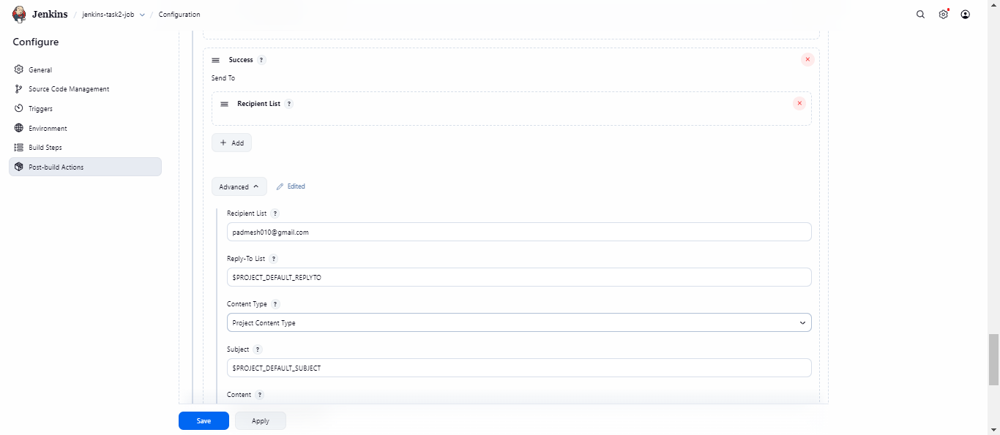 Jenkins / jenkins-task2-job / Configuration
Configure
General
Source Code Management
Triggers
Environment
Build Steps
Post-build Actions
Success ?
Send To
Recipient List ?
+ Add
Advanced
Edited
Recipient List ?
padmesh010@gmail.com
Reply-To List ?
$PROJECT_DEFAULT_REPLYTO
Content Type ?
Project Content Type
Subject ?
$PROJECT_DEFAULT_SUBJECT
Content ?
Save
Apply